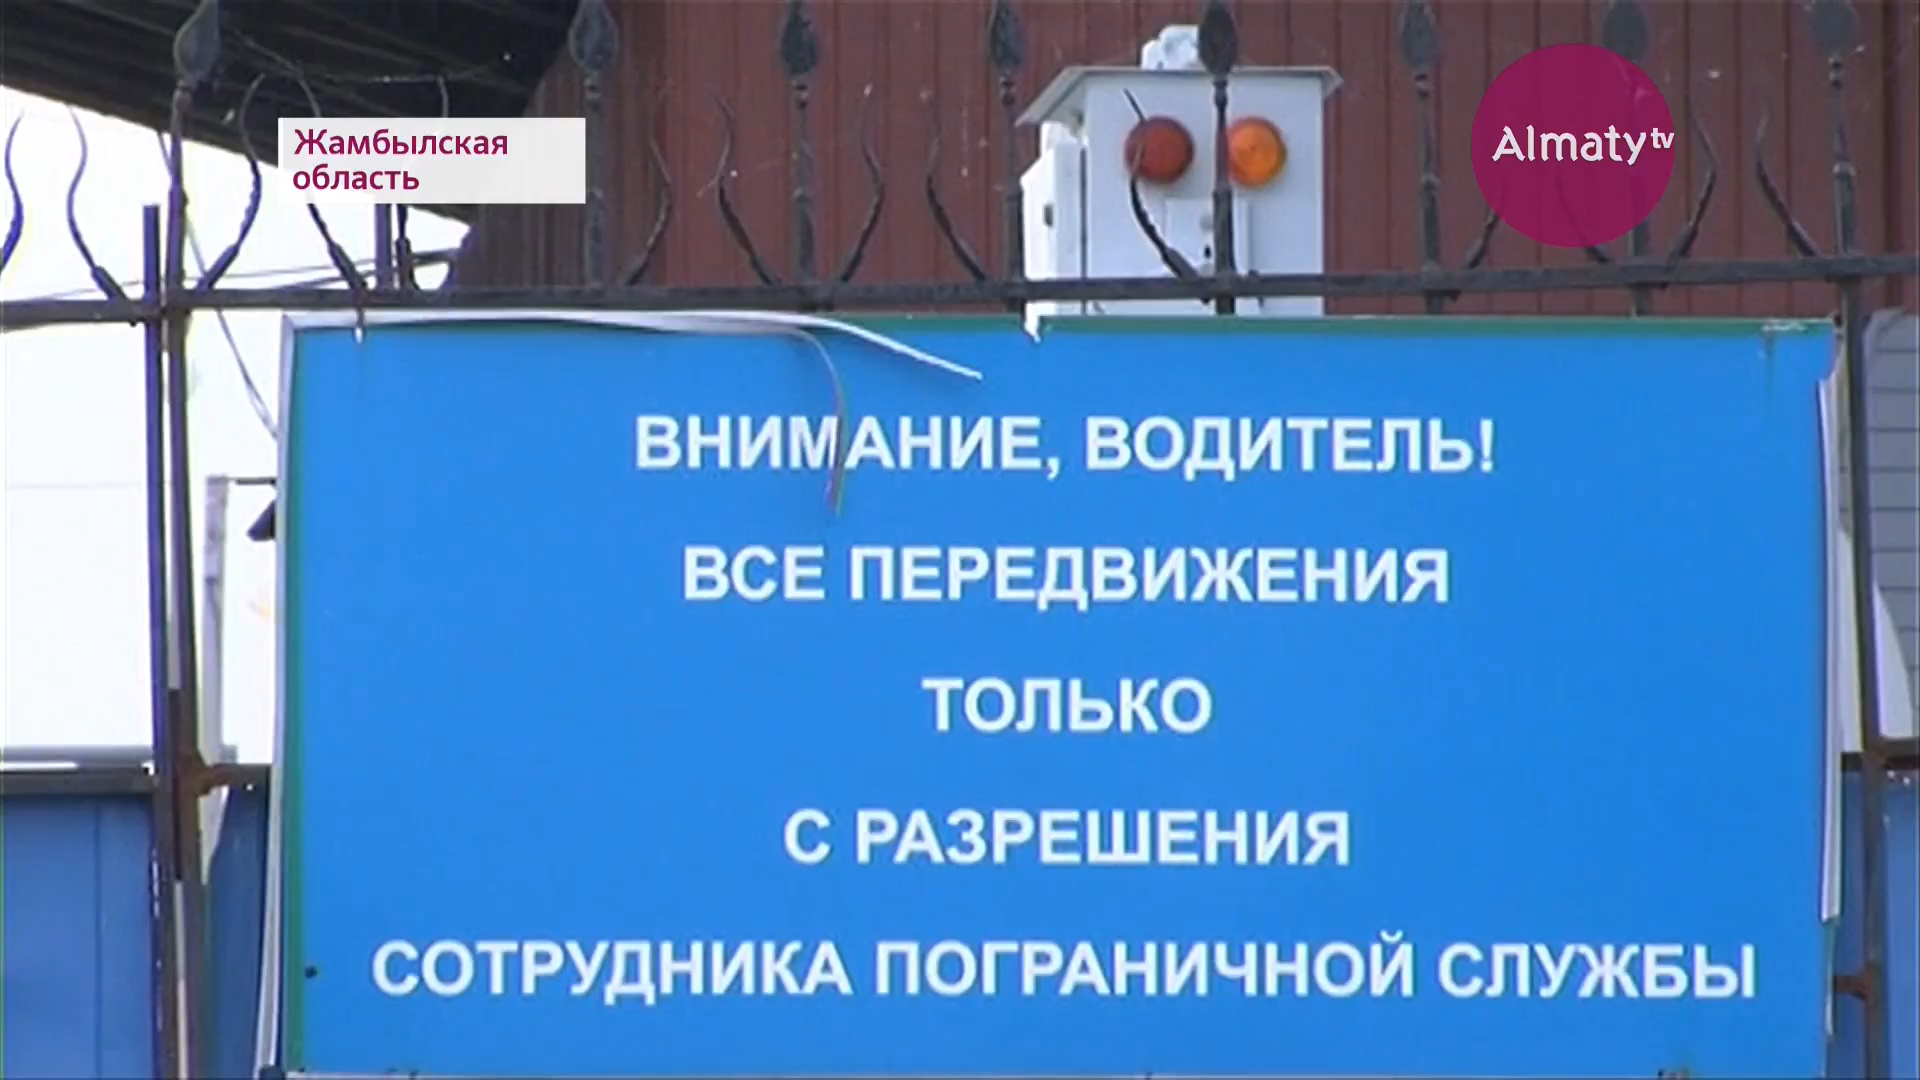 Жамбылская
область
Almaty tv
ВНИМАНИЕ, ВОДИТЕЛЬ!
ВСЕ ПЕРЕДВИЖЕНИЯ
ТОЛЬКО
С РАЗРЕШЕНИЯ
СОТРУДНИКА ПОГРАНИЧНОЙ СЛУЖБЫ